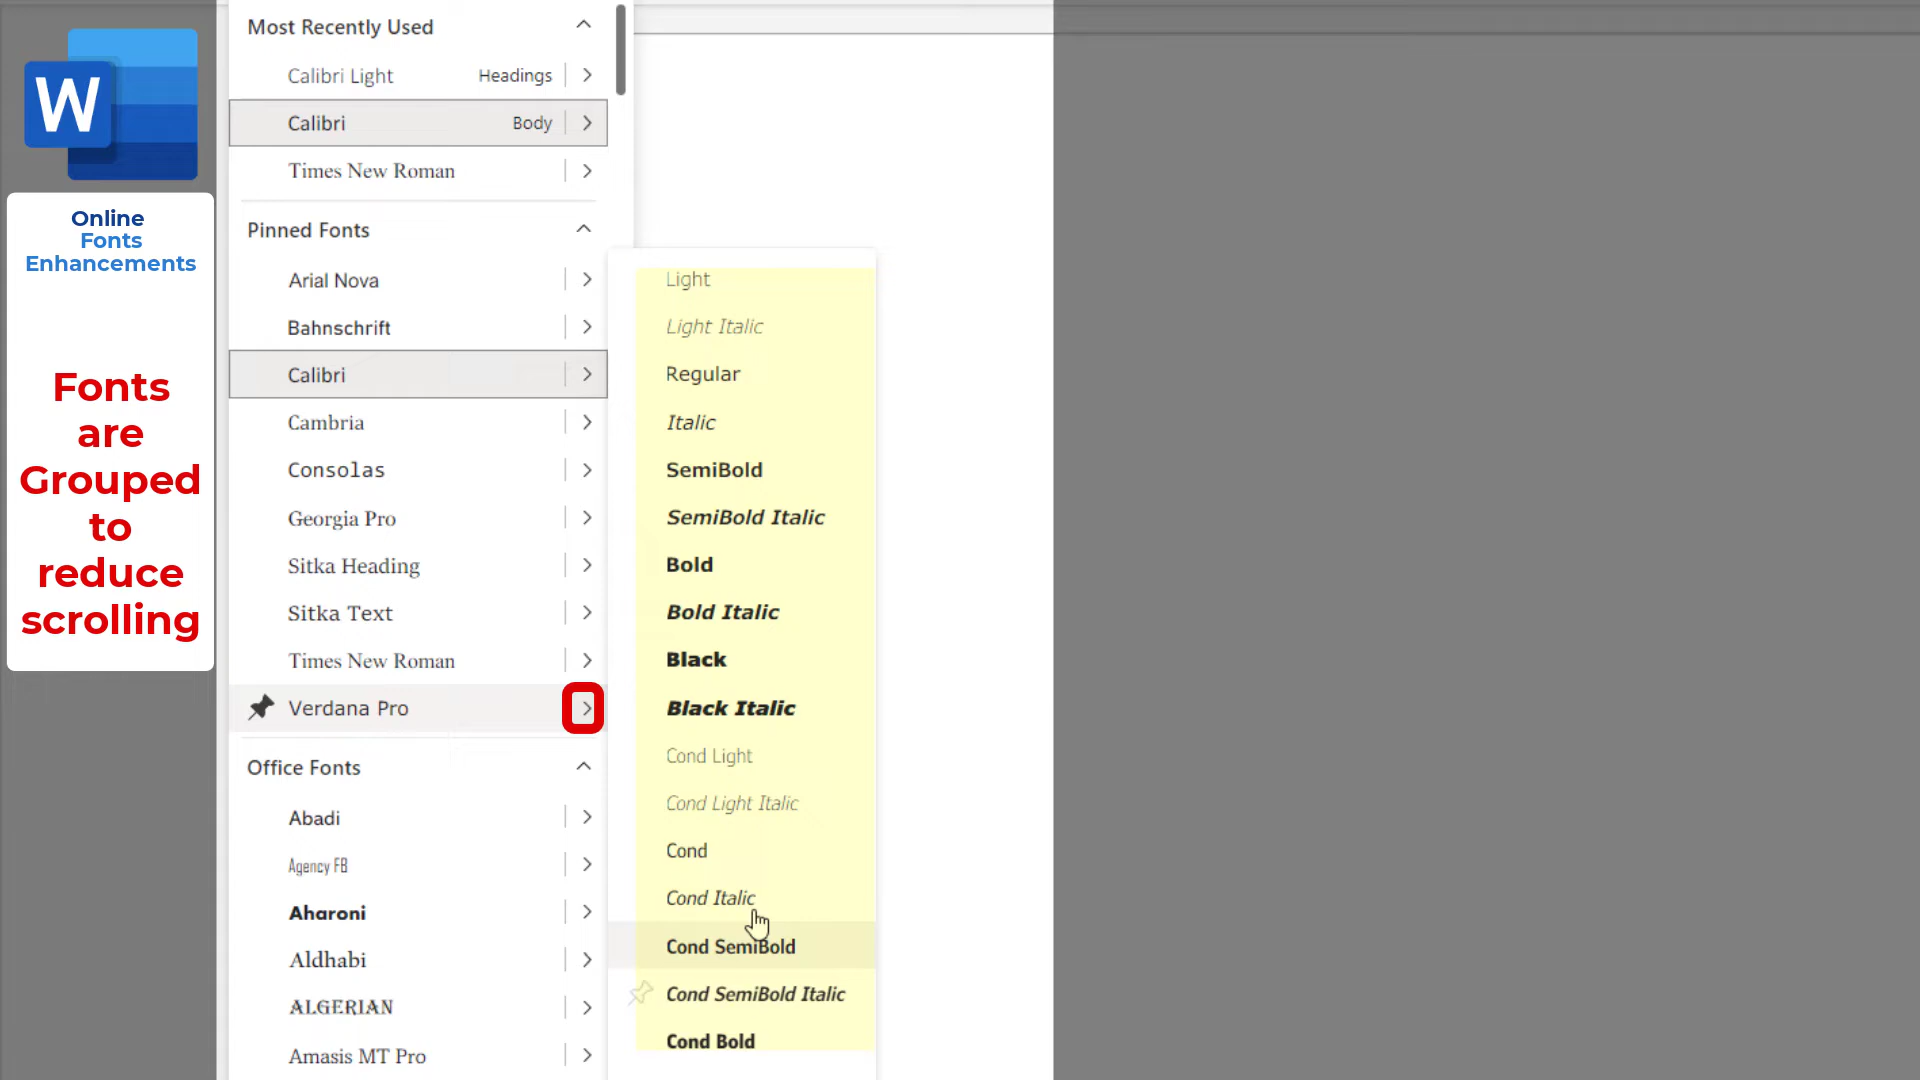 W
Online
Fonts
Enhancements
Fonts
are
Grouped
to
reduce
scrolling
Most Recently Used
Calibri Light Headings
Calibri Body
Times New Roman
Pinned Fonts
Arial Nova
Bahnschrift
Calibri
Cambria
Consolas
Georgia Pro
Sitka Heading
Sitka Text
Times New Roman
Verdana Pro
Office Fonts
Abadi
Agency FB
Aharoni
Aldhabi
ALGERIAN
Amasis MT Pro
Light
Light Italic
Regular
Italic
SemiBold
SemiBold Italic
Bold
Bold Italic
Black
Black Italic
Cond Light
Cond Light Italic
Cond
Cond Italic
Cond SemiBold
Cond SemiBold Italic
Cond Bold